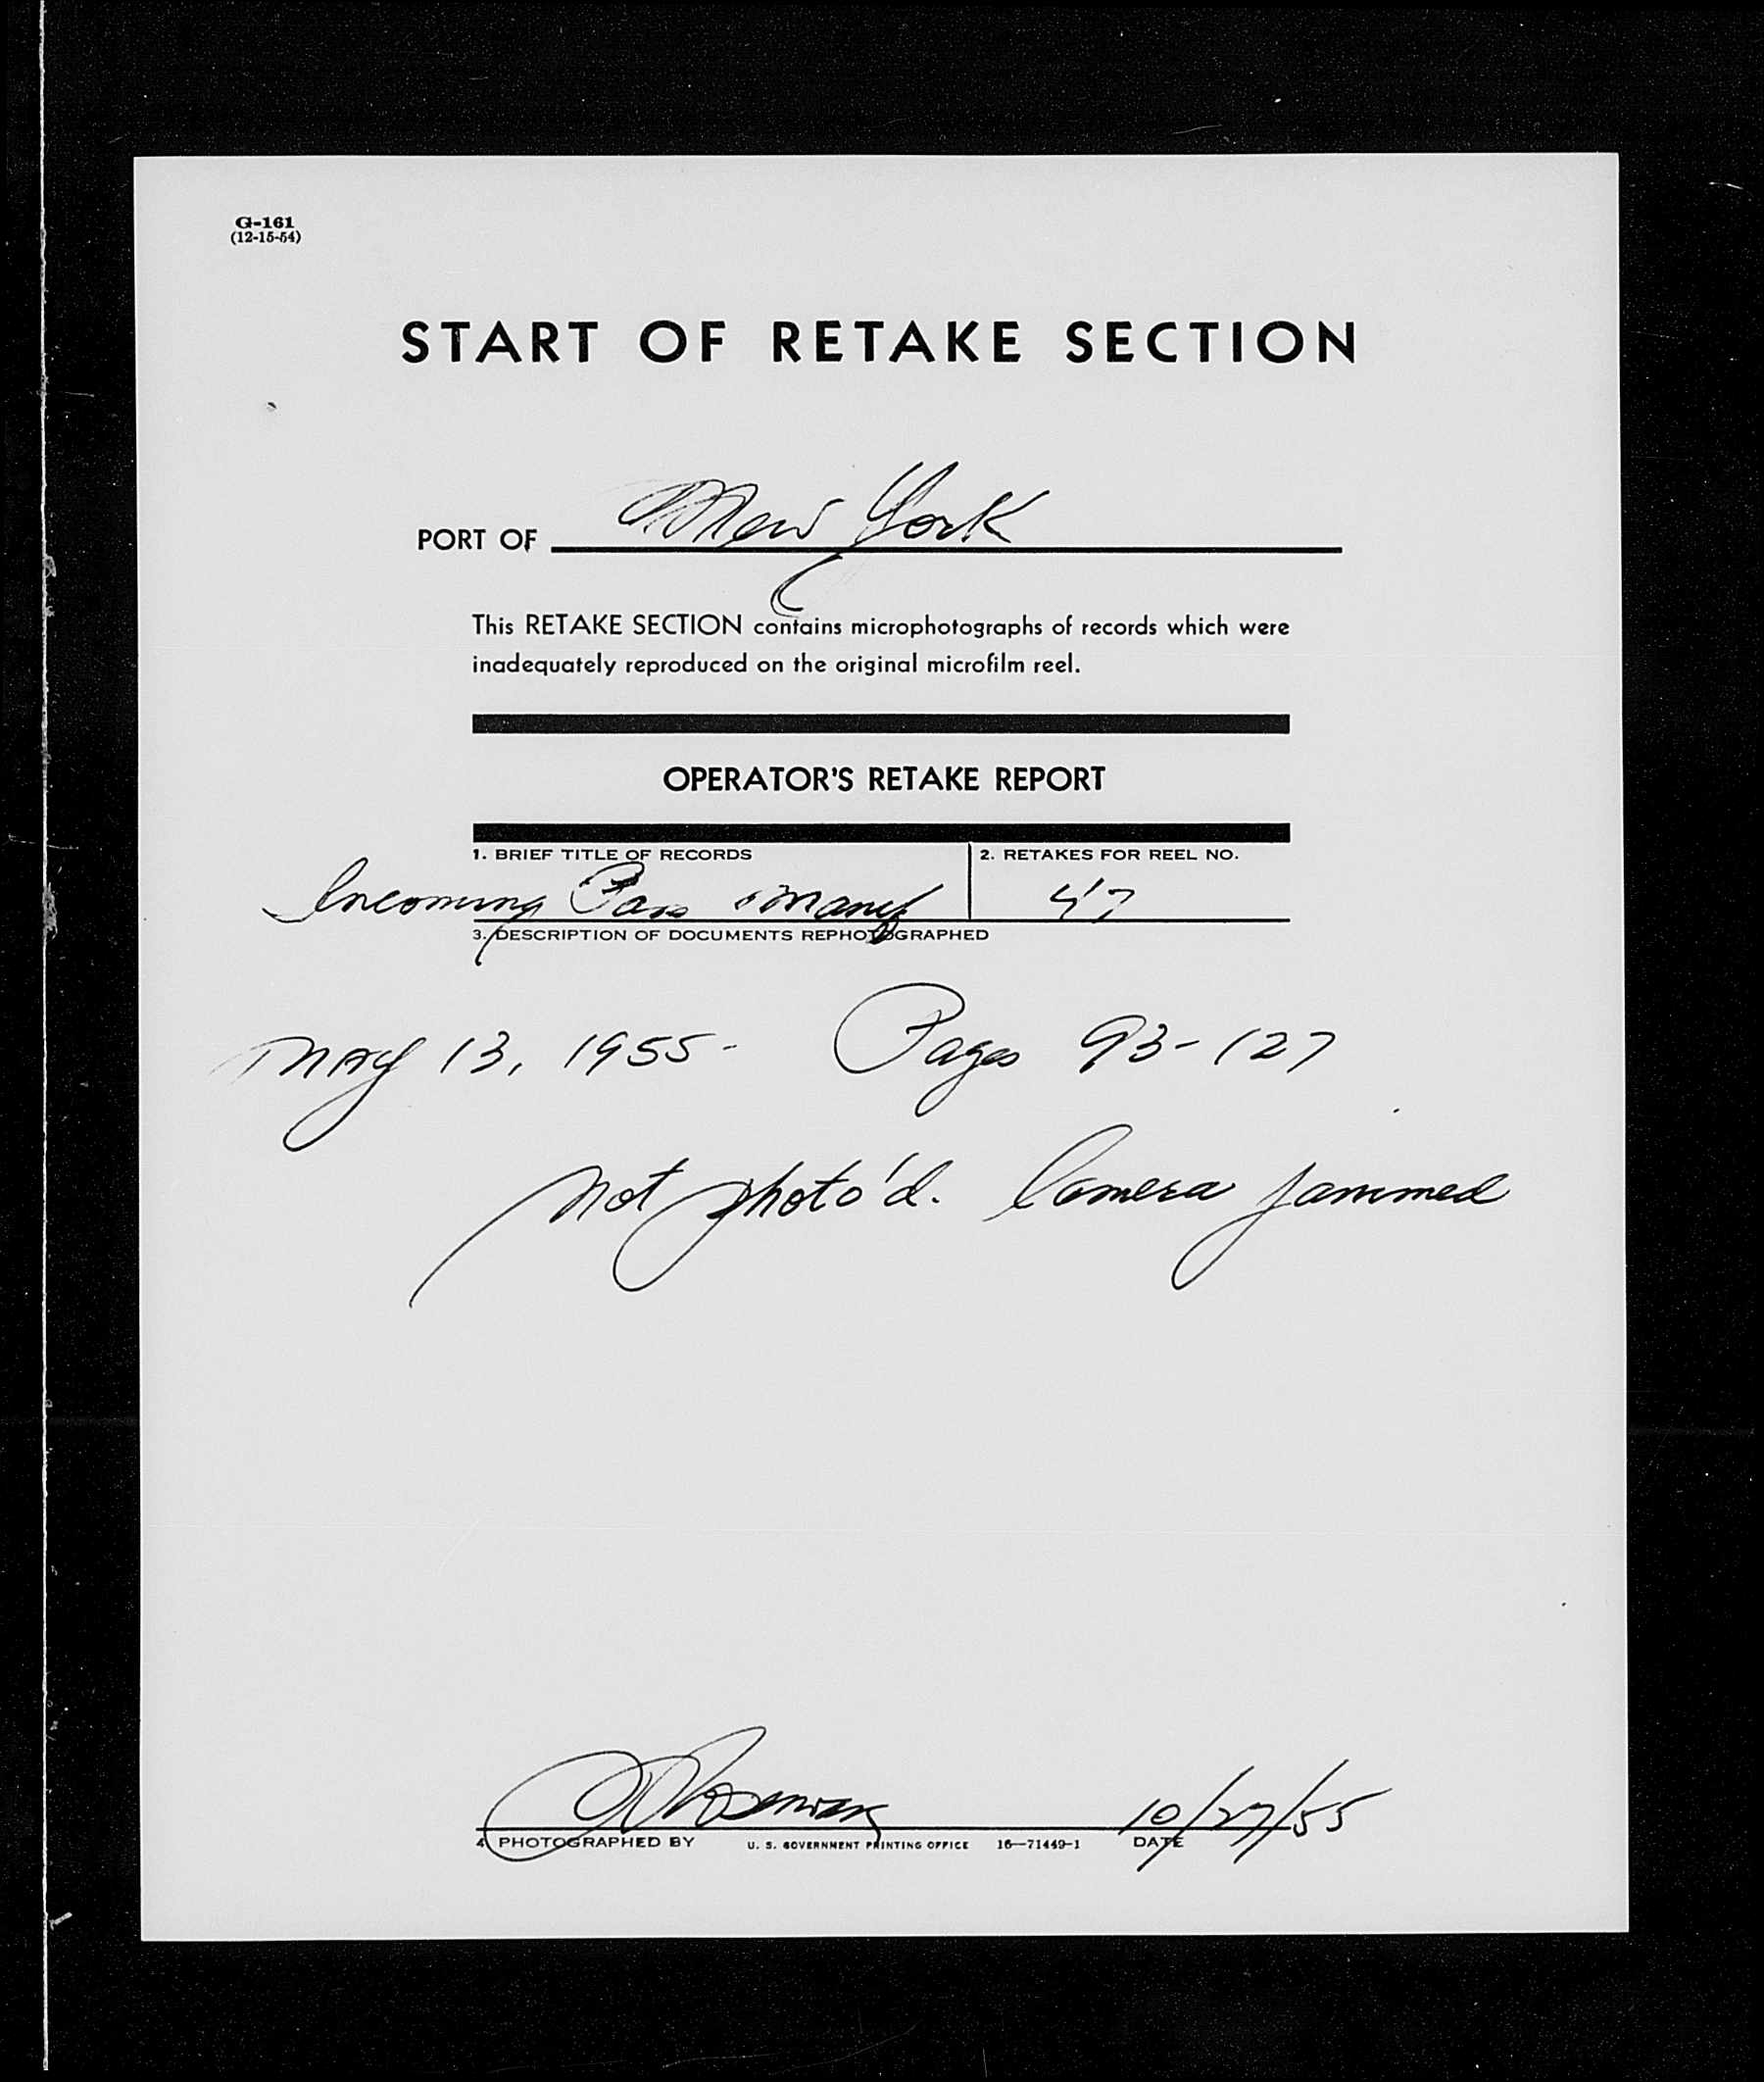 G-161
(12-15-54)
START OF RETAKE SECTION
PORT OF New York
This RETAKE SECTION contains microphotographs of records which were
inadequately reproduced on the original microfilm reel.
OPERATOR'S RETAKE REPORT
1. BRIEF TITLE OF RECORDS 2. RETAKES FOR REEL NO.
Incoming Pass Manif 47
3. DESCRIPTION OF DOCUMENTS REPHOTOGRAPHED
May 13, 1955- Pages 93-127
not photo'd. Camera jammed
10/27/55
4. PHOTOGRAPHED BY U. S. GOVERNMENT PRINTING OFFICE 16—71449-1 DATE